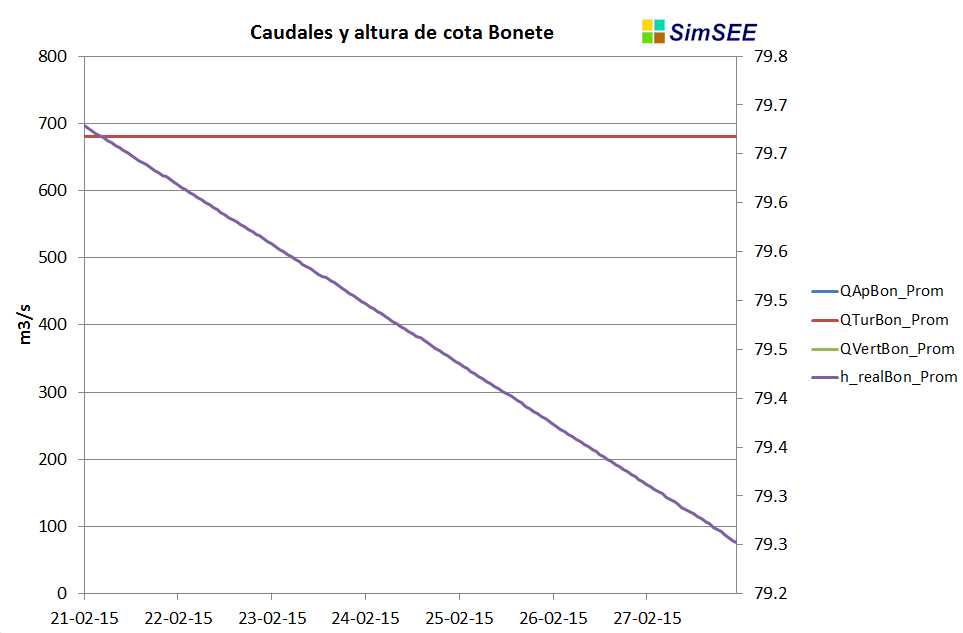 Caudales y altura de cota Bonete
SimSEE
800
700
600
500
400
300
200
100
0
m3/s
79.8
79.7
79.7
79.6
79.6
79.5
79.5
79.4
79.4
79.3
79.3
79.2
21-02-15 22-02-15 23-02-15 24-02-15 25-02-15 26-02-15 27-02-15
QApBon_Prom
QTurBon_Prom
QVertBon_Prom
h_realBon_Prom